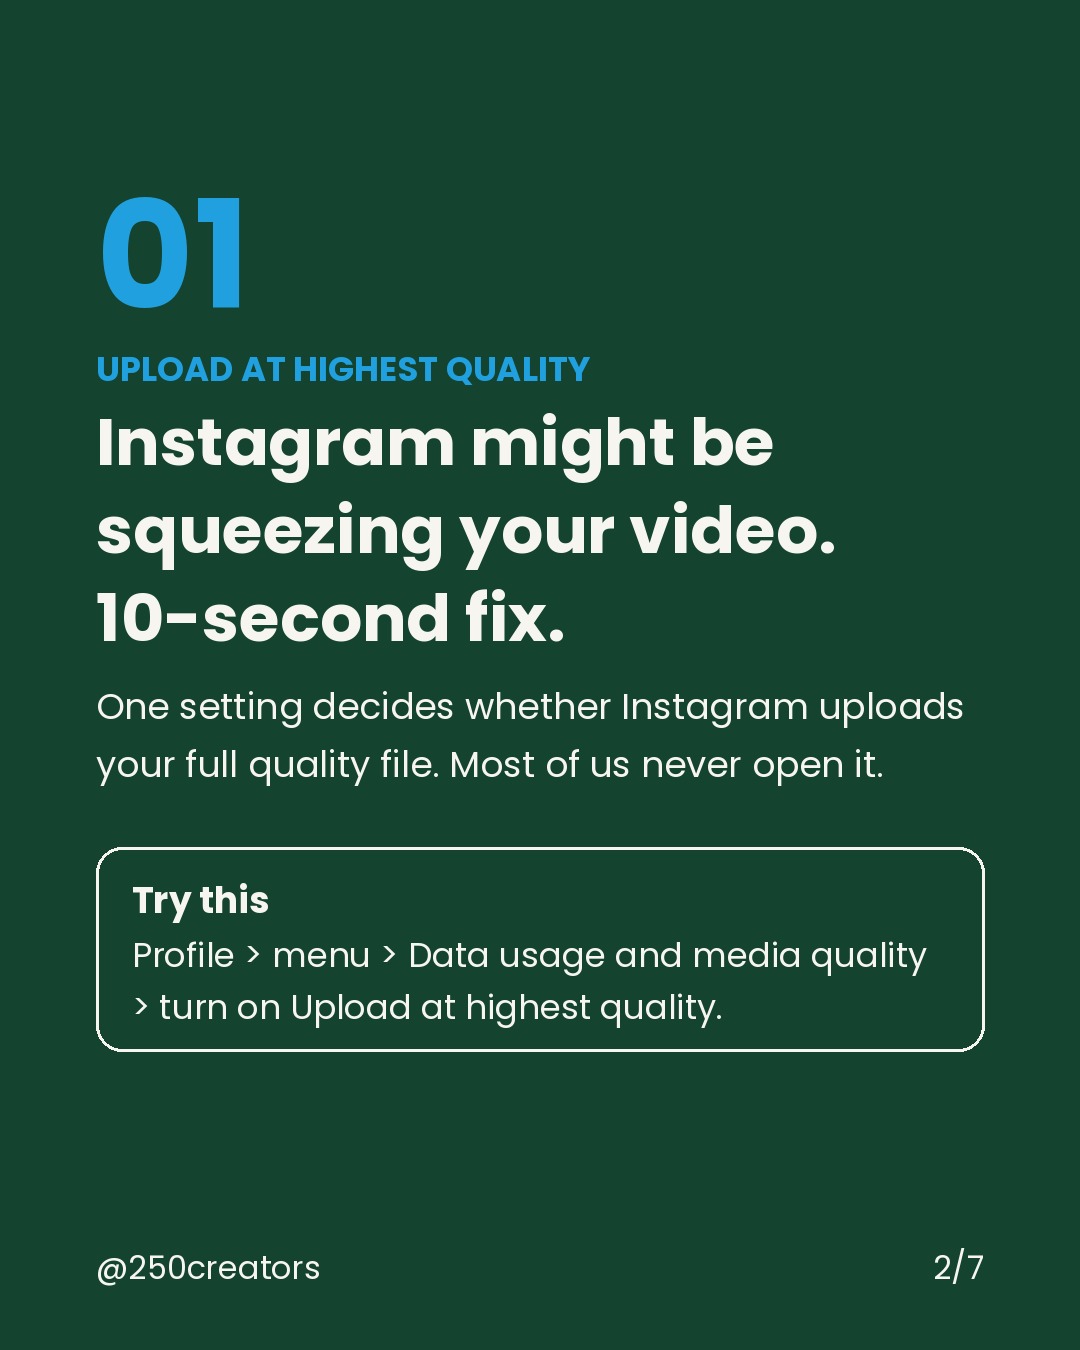 01
UPLOAD AT HIGHEST QUALITY
Instagram might be
squeezing your video.
10-second fix.
One setting decides whether Instagram uploads
your full quality file. Most of us never open it.
Try this
Profile > menu > Data usage and media quality
> turn on Upload at highest quality.
@250creators
2/7